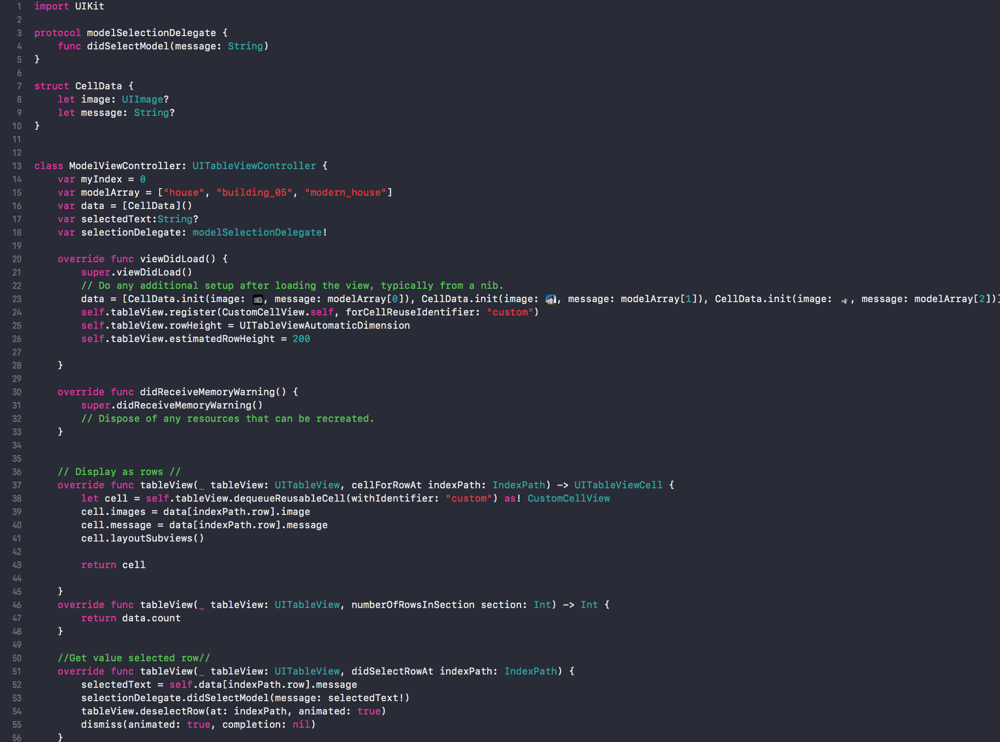 1 import UIKit
2
3 protocol modelSelectionDelegate {
4     func didSelectModel(message: String)
5 }
6
7 struct CellData {
8     let image: UIImage?
9     let message: String?
10 }
11
12
13 class ModelViewController: UITableViewController {
14     var myIndex = 0
15     var modelArray = ["house", "building_05", "modern_house"]
16     var data = [CellData]()
17     var selectedText:String?
18     var selectionDelegate: modelSelectionDelegate!
19
20     override func viewDidLoad() {
21         super.viewDidLoad()
22         // Do any additional setup after loading the view, typically from a nib.
23         data = [CellData.init(image: , message: modelArray[0]), CellData.init(image: , message: modelArray[1]), CellData.init(image: , message: modelArray[2])]
24         self.tableView.register(CustomCellView.self, forCellReuseIdentifier: "custom")
25         self.tableView.rowHeight = UITableViewAutomaticDimension
26         self.tableView.estimatedRowHeight = 200
27
28     }
29
30     override func didReceiveMemoryWarning() {
31         super.didReceiveMemoryWarning()
32         // Dispose of any resources that can be recreated.
33     }
34
35
36     // Display as rows //
37     override func tableView(_ tableView: UITableView, cellForRowAt indexPath: IndexPath) -> UITableViewCell {
38         let cell = self.tableView.dequeueReusableCell(withIdentifier: "custom") as! CustomCellView
39         cell.images = data[indexPath.row].image
40         cell.message = data[indexPath.row].message
41         cell.layoutSubviews()
42
43         return cell
44
45     }
46     override func tableView(_ tableView: UITableView, numberOfRowsInSection section: Int) -> Int {
47         return data.count
48     }
49
50     //Get value selected row//
51     override func tableView(_ tableView: UITableView, didSelectRowAt indexPath: IndexPath) {
52         selectedText = self.data[indexPath.row].message
53         selectionDelegate.didSelectModel(message: selectedText!)
54         tableView.deselectRow(at: indexPath, animated: true)
55         dismiss(animated: true, completion: nil)
56     }